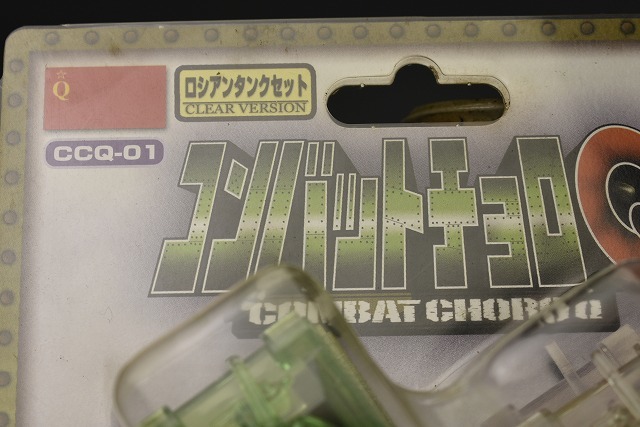 Q
ロシアンタンクセット
CLEAR VERSION
CCQ-01
コンバットチョロQ
COMBAT CHORO Q